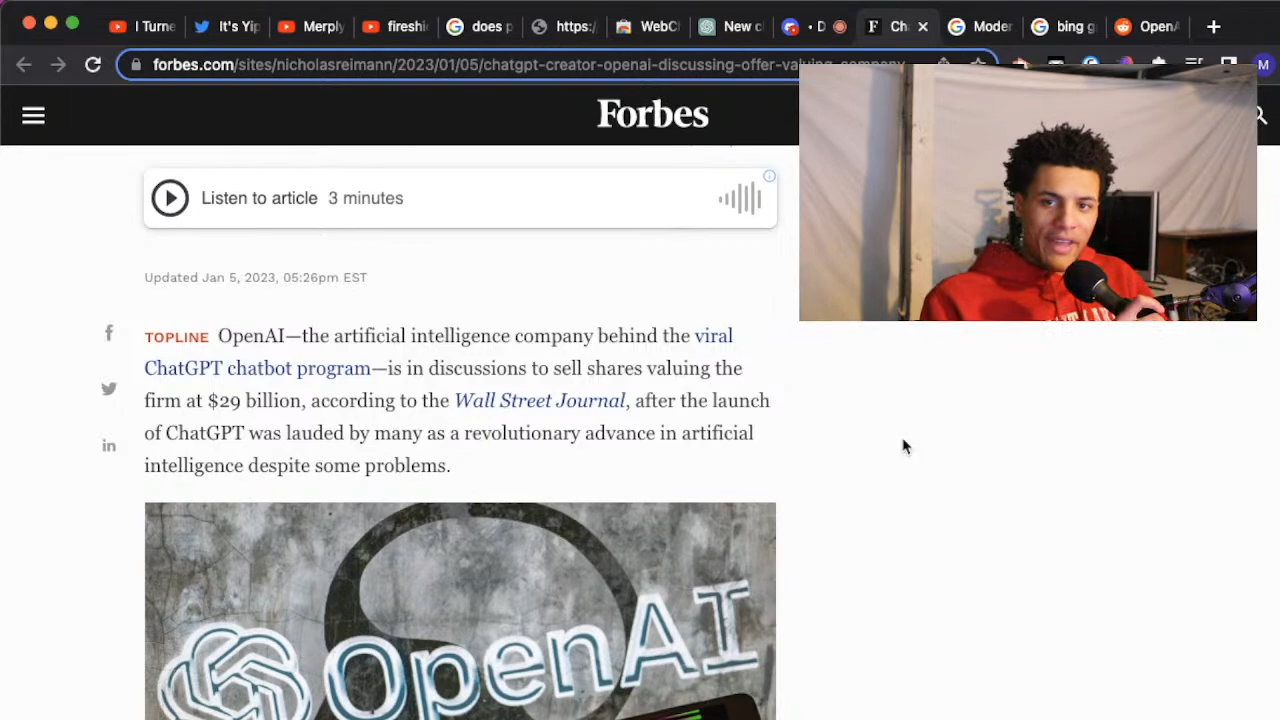 I Turne
It's Yip
Merply
fireshi
does p
https:/
WebC
New c
• D
Ch
Moder
bing g
OpenA
forbes.com/sites/nicholasreimann/2023/01/05/chatgpt-creator-openai-discussing-offer-valuing-company
M
Forbes
Listen to article 3 minutes
Updated Jan 5, 2023, 05:26pm EST
TOPLINE OpenAI—the artificial intelligence company behind the viral
ChatGPT chatbot program—is in discussions to sell shares valuing the
firm at $29 billion, according to the Wall Street Journal, after the launch
of ChatGPT was lauded by many as a revolutionary advance in artificial
intelligence despite some problems.
OpenAI